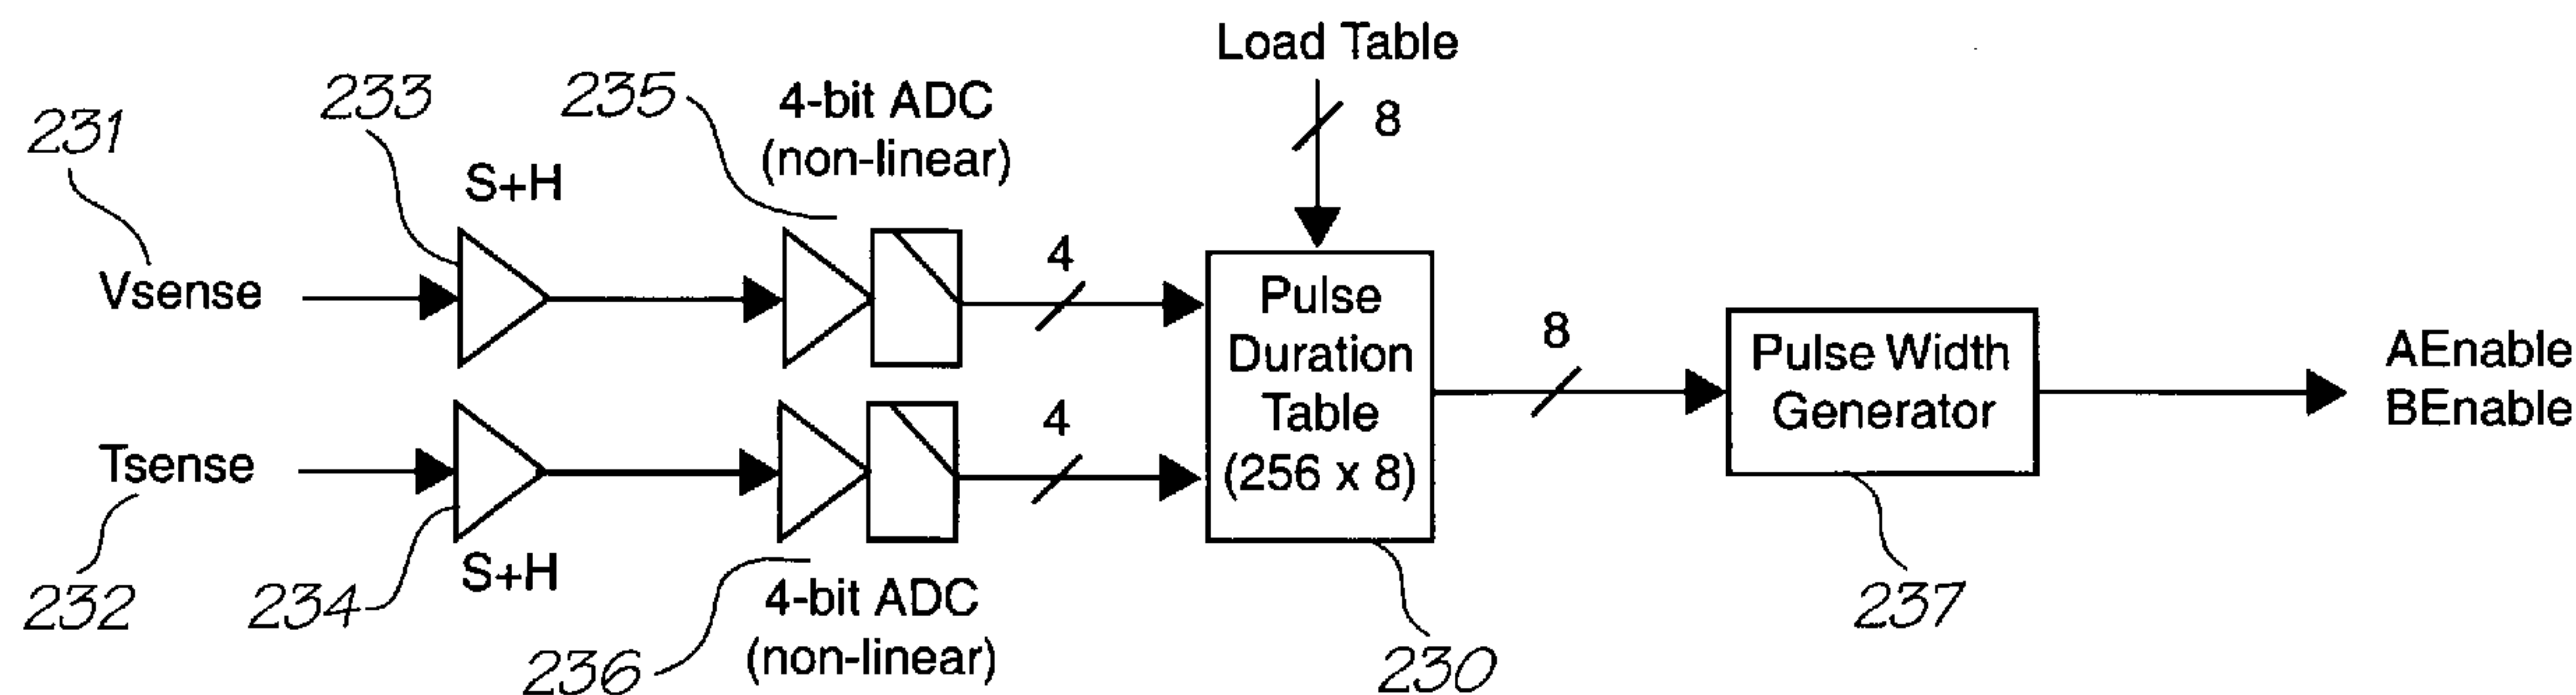 Load Table
8
231
233
S+H
235
4-bit ADC
(non-linear)
Vsense
4
Pulse
Duration
Table
(256 x 8)
8
Pulse Width
Generator
AEnable
BEnable
Tsense
4
232
234
S+H
236
4-bit ADC
(non-linear)
230
237